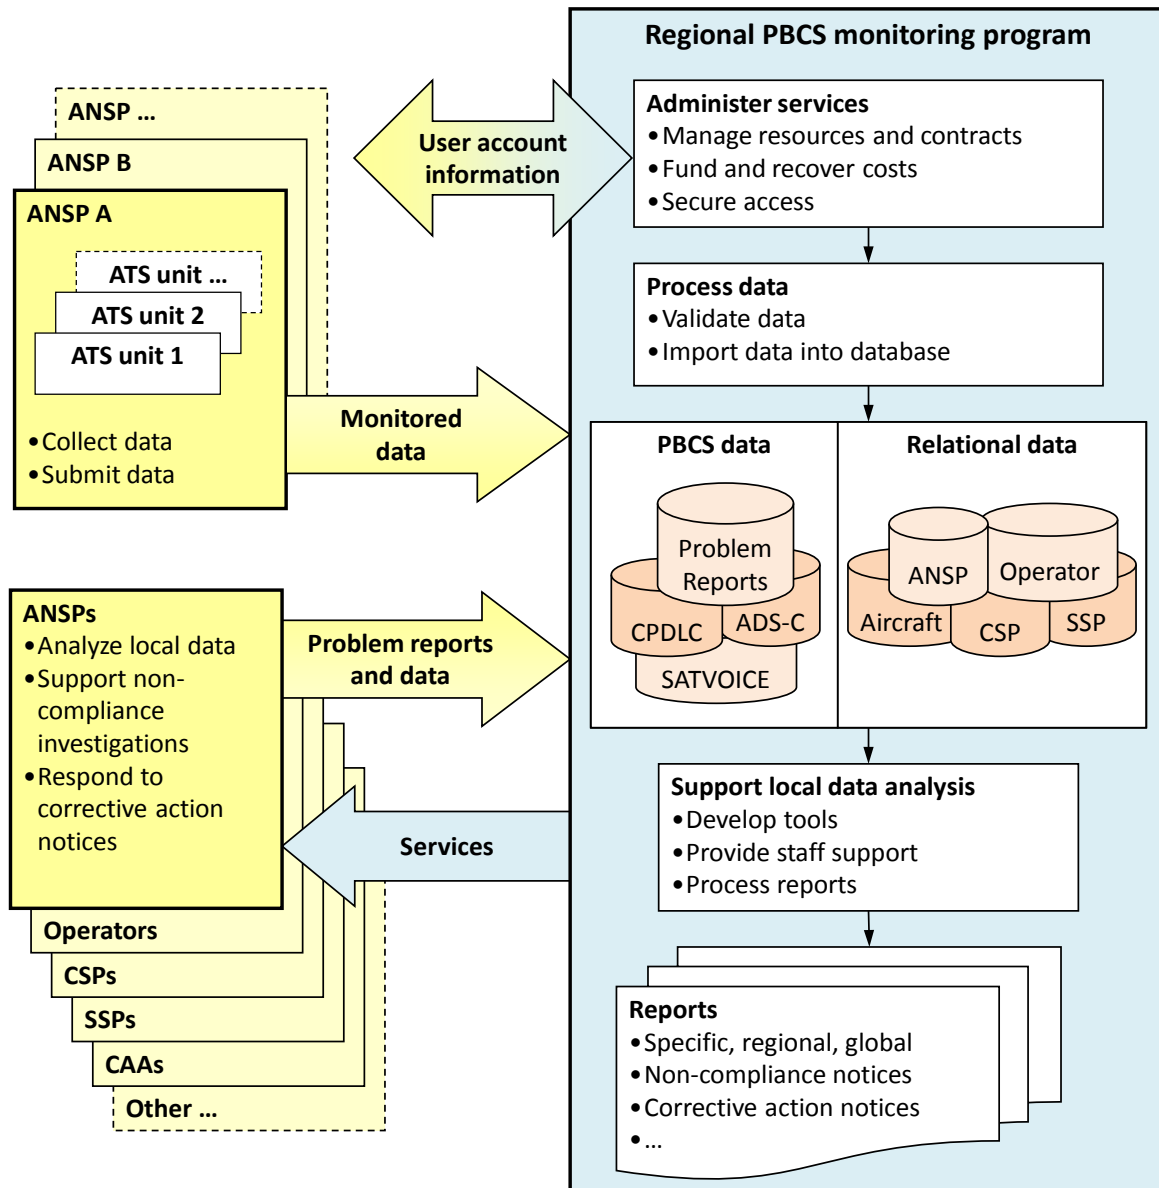 Regional PBCS monitoring program
ANSP ...
ANSP B
ANSP A
ATS unit ...
ATS unit 2
ATS unit 1
•Collect data
•Submit data
User account
information
Monitored
data
Administer services
•Manage resources and contracts
•Fund and recover costs
•Secure access
Process data
•Validate data
•Import data into database
PBCS data
Problem
Reports
CPDLC
ADS-C
SATVOICE
Relational data
ANSP
Operator
Aircraft
CSP
SSP
ANSPs
•Analyze local data
•Support non-
compliance
investigations
•Respond to
corrective action
notices
Operators
CSPs
SSPs
CAAs
Other ...
Problem reports
and data
Services
Support local data analysis
•Develop tools
•Provide staff support
•Process reports
Reports
•Specific, regional, global
•Non-compliance notices
•Corrective action notices
•...